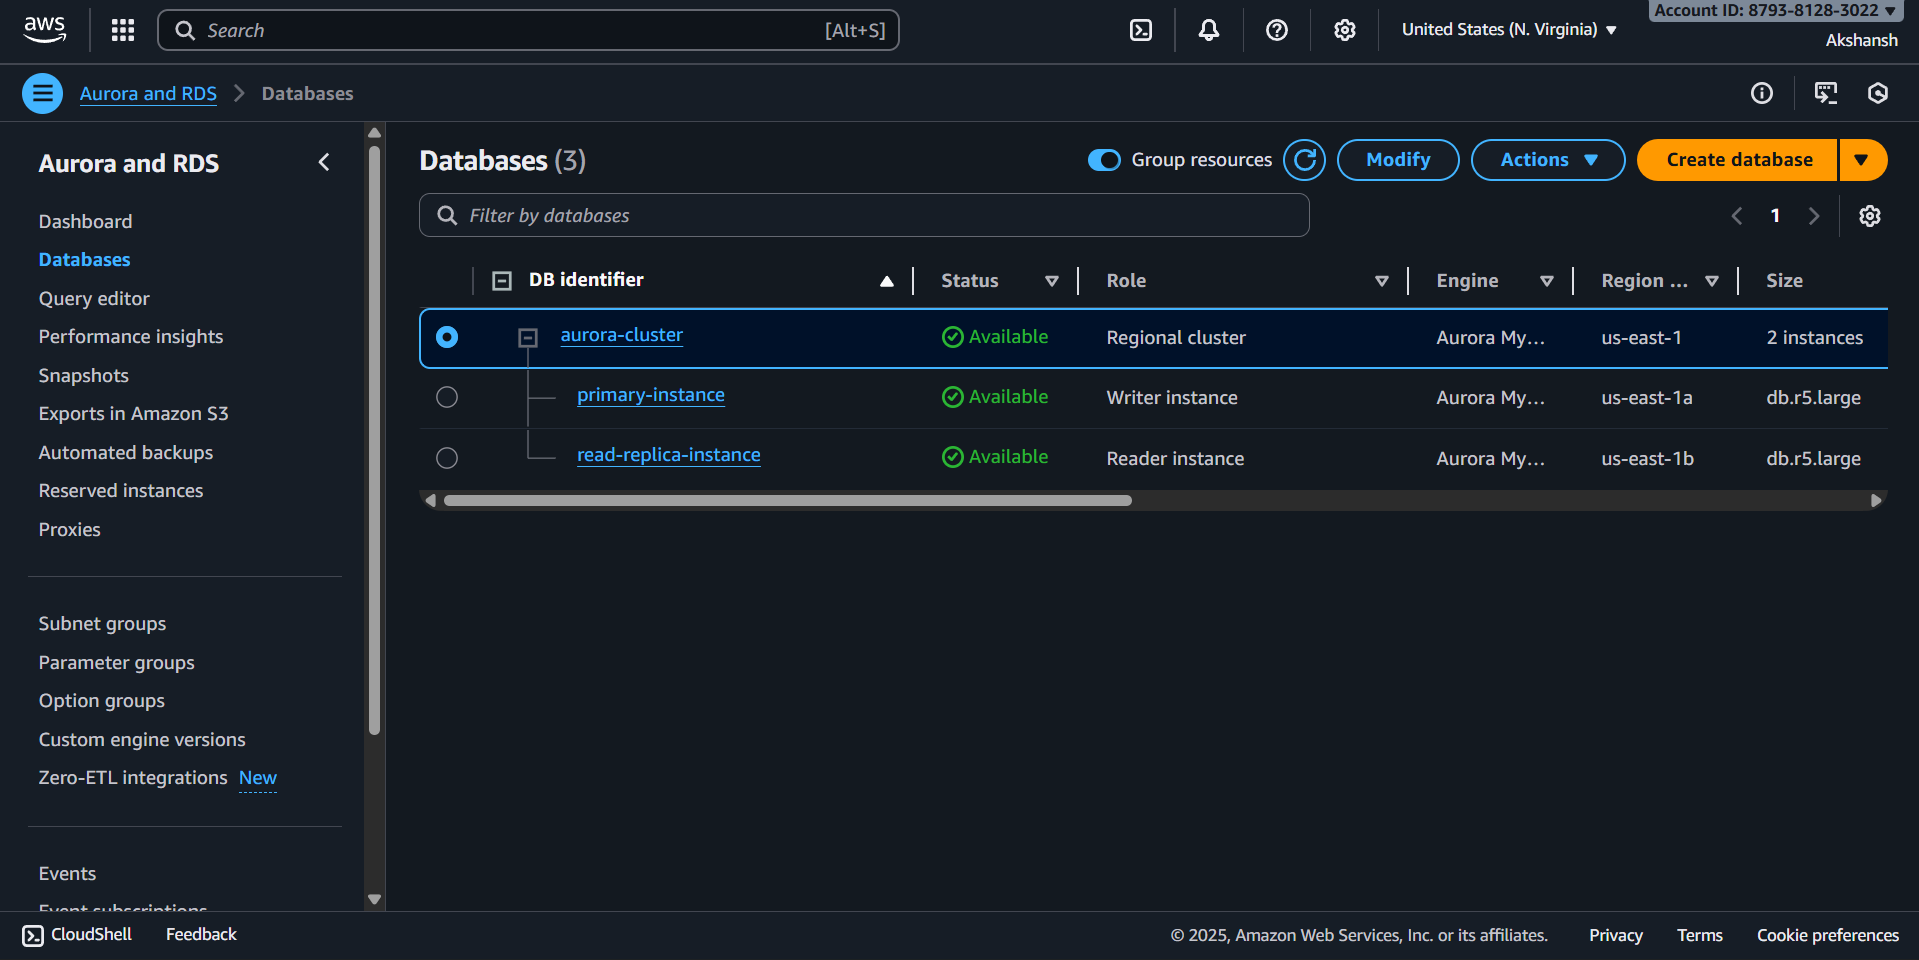 aws
Search [Alt+S]
United States (N. Virginia)
Account ID: 8793-8128-3022
Akshansh
Aurora and RDS
Databases
Aurora and RDS
Dashboard
Databases
Query editor
Performance insights
Snapshots
Exports in Amazon S3
Automated backups
Reserved instances
Proxies
Subnet groups
Parameter groups
Option groups
Custom engine versions
Zero-ETL integrations New
Events
Event subscriptions
Databases (3)
Group resources
Modify
Actions
Create database
Filter by databases
1
DB identifier Status Role Engine Region ... Size
aurora-cluster Available Regional cluster Aurora My... us-east-1 2 instances
primary-instance Available Writer instance Aurora My... us-east-1a db.r5.large
read-replica-instance Available Reader instance Aurora My... us-east-1b db.r5.large
CloudShell Feedback © 2025, Amazon Web Services, Inc. or its affiliates. Privacy Terms Cookie preferences